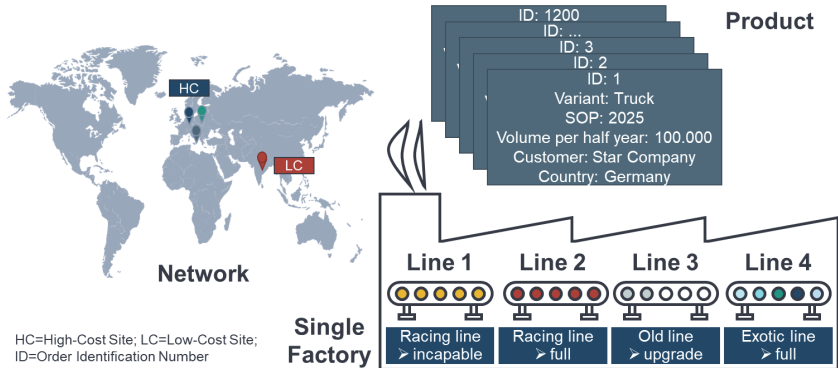 Product
ID: 1200
ID: ...
ID: 3
ID: 2
ID: 1
Variant: Truck
SOP: 2025
Volume per half year: 100.000
Customer: Star Company
Country: Germany
HC
LC
Network
HC=High-Cost Site; LC=Low-Cost Site;
ID=Order Identification Number
Single
Factory
Line 1
Racing line
➢ incapable
Line 2
Racing line
➢ full
Line 3
Old line
➢ upgrade
Line 4
Exotic line
➢ full